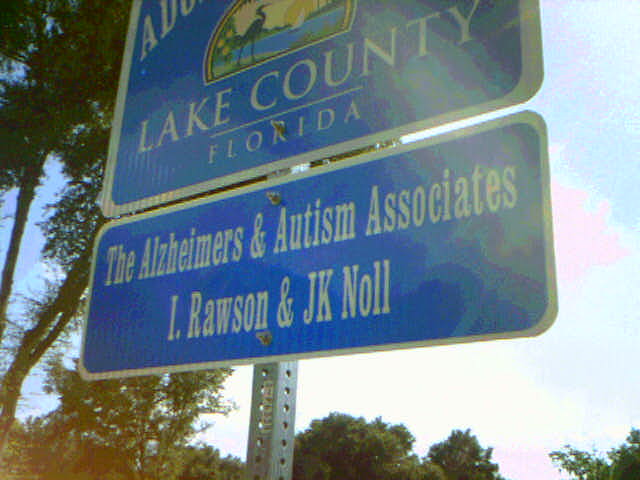 LAKE COUNTY
FLORIDA
The Alzheimers & Autism Associates
I. Rawson & JK Noll